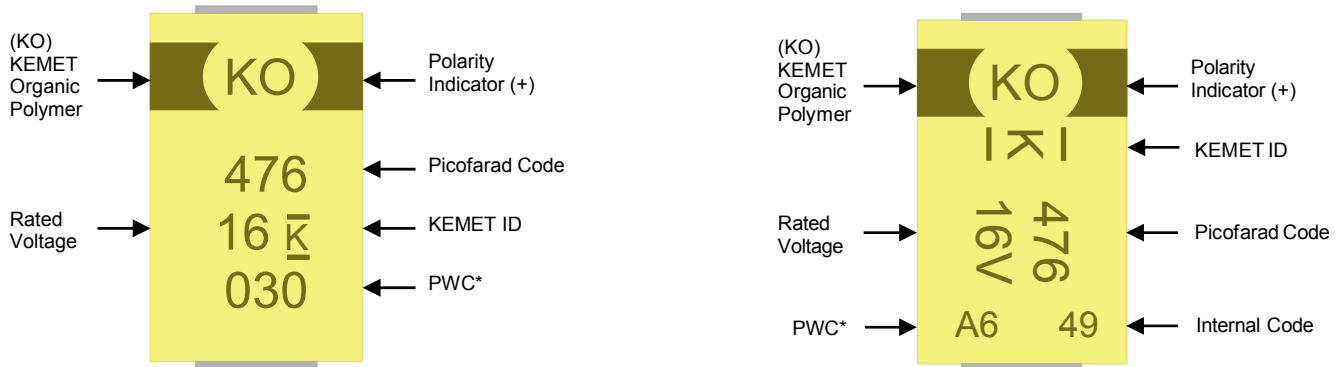 (KO)
KEMET
Organic
Polymer
KO
Polarity
Indicator (+)
476
Picofarad Code
Rated
Voltage
16 K
KEMET ID
030
PWC*
(KO)
KEMET
Organic
Polymer
KO
Polarity
Indicator (+)
K
KEMET ID
Rated
Voltage
476
16V
Picofarad Code
PWC*
A6 49
Internal Code